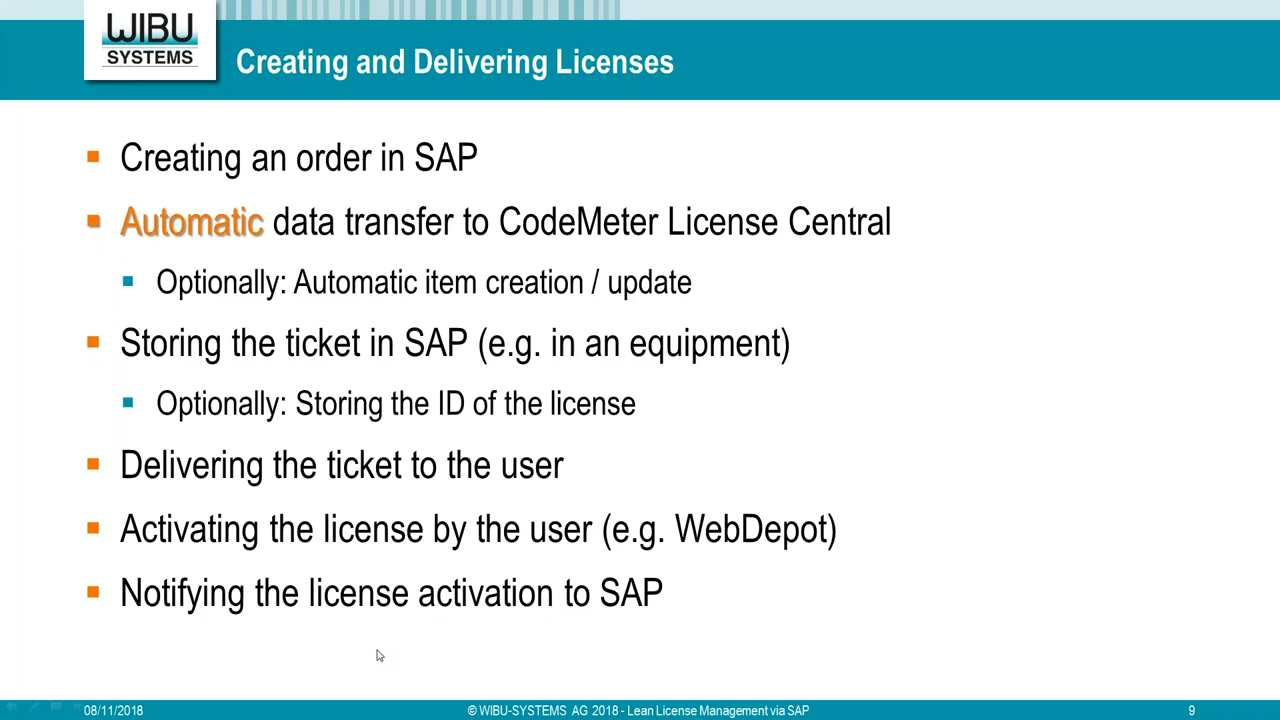 WIBU
SYSTEMS
Creating and Delivering Licenses
Creating an order in SAP
Automatic data transfer to CodeMeter License Central
Optionally: Automatic item creation / update
Storing the ticket in SAP (e.g. in an equipment)
Optionally: Storing the ID of the license
Delivering the ticket to the user
Activating the license by the user (e.g. WebDepot)
Notifying the license activation to SAP
08/11/2018
© WIBU-SYSTEMS AG 2018 - Lean License Management via SAP
9